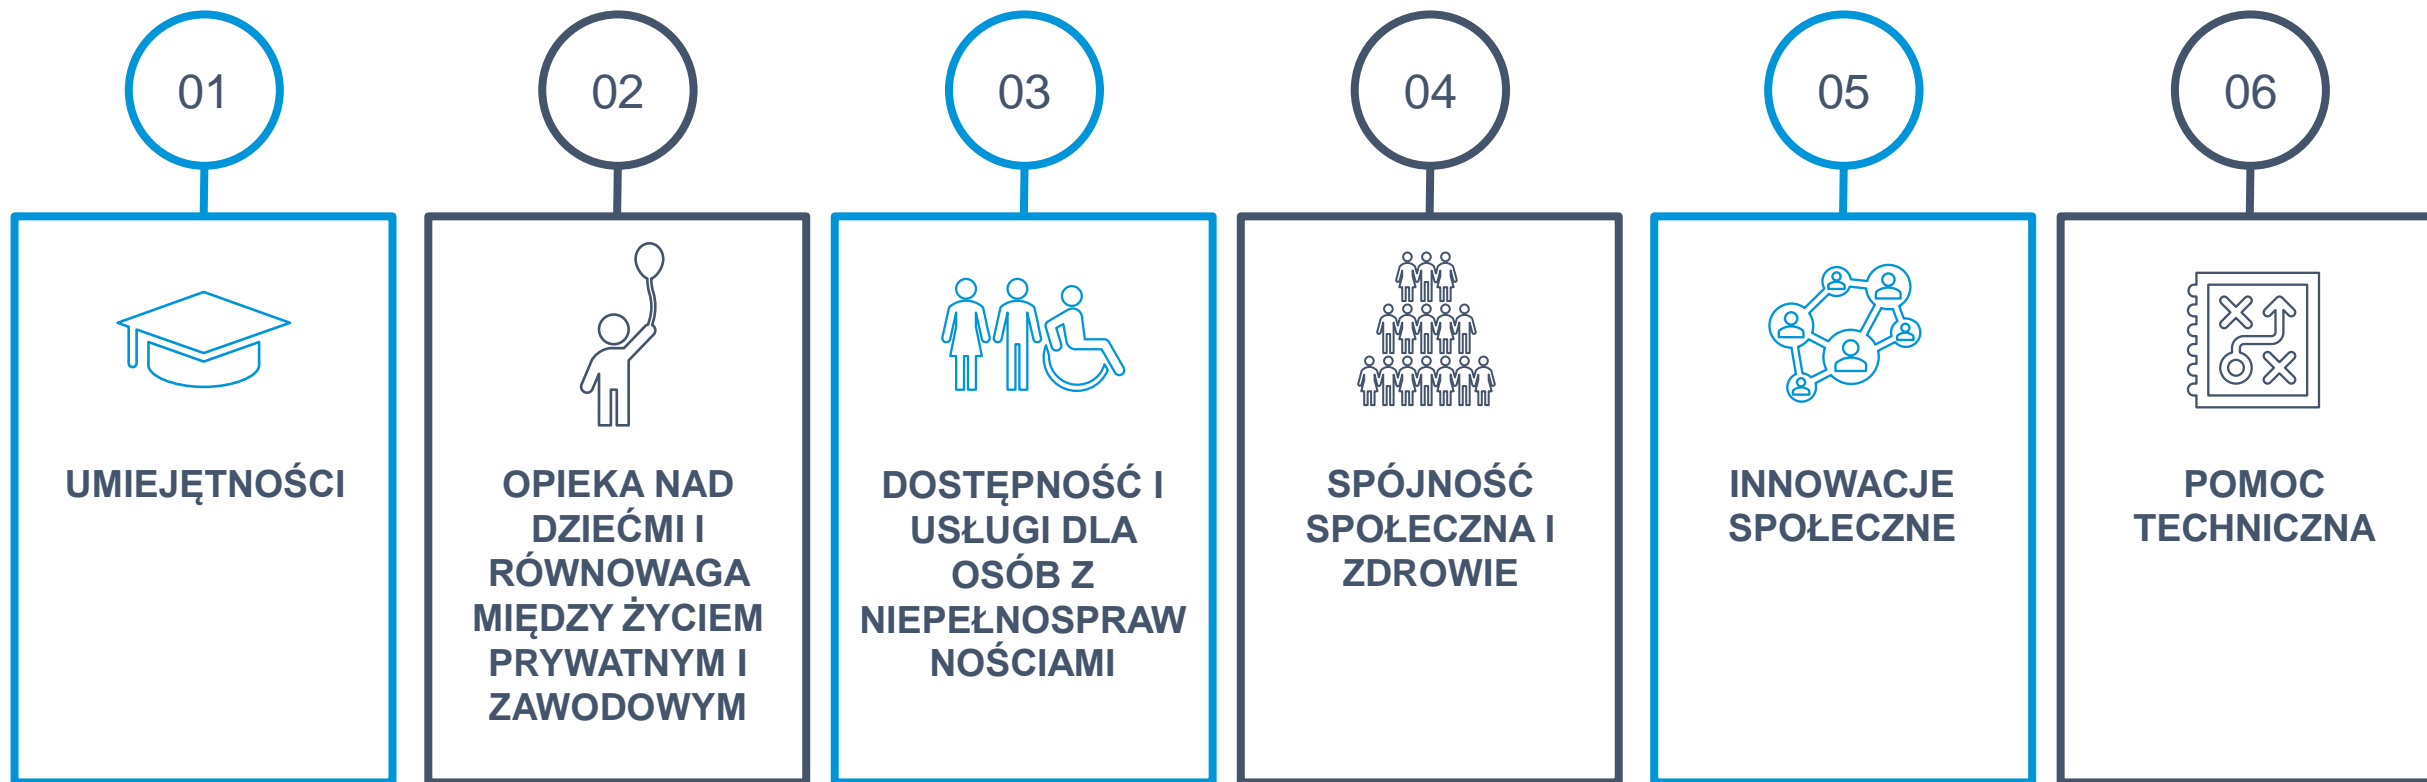 01
02
03
04
05
06
UMIEJĘTNOŚCI
OPIEKA NAD
DZIEĆMI I
RÓWNOWAGA
MIĘDZY ŻYCIEM
PRYWATNYM I
ZAWODOWYM
DOSTĘPNOŚĆ I
USŁUGI DLA
OSÓB Z
NIEPEŁNOSPRAW
NOŚCIAMI
SPÓJNOŚĆ
SPOŁECZNA I
ZDROWIE
INNOWACJE
SPOŁECZNE
POMOC
TECHNICZNA